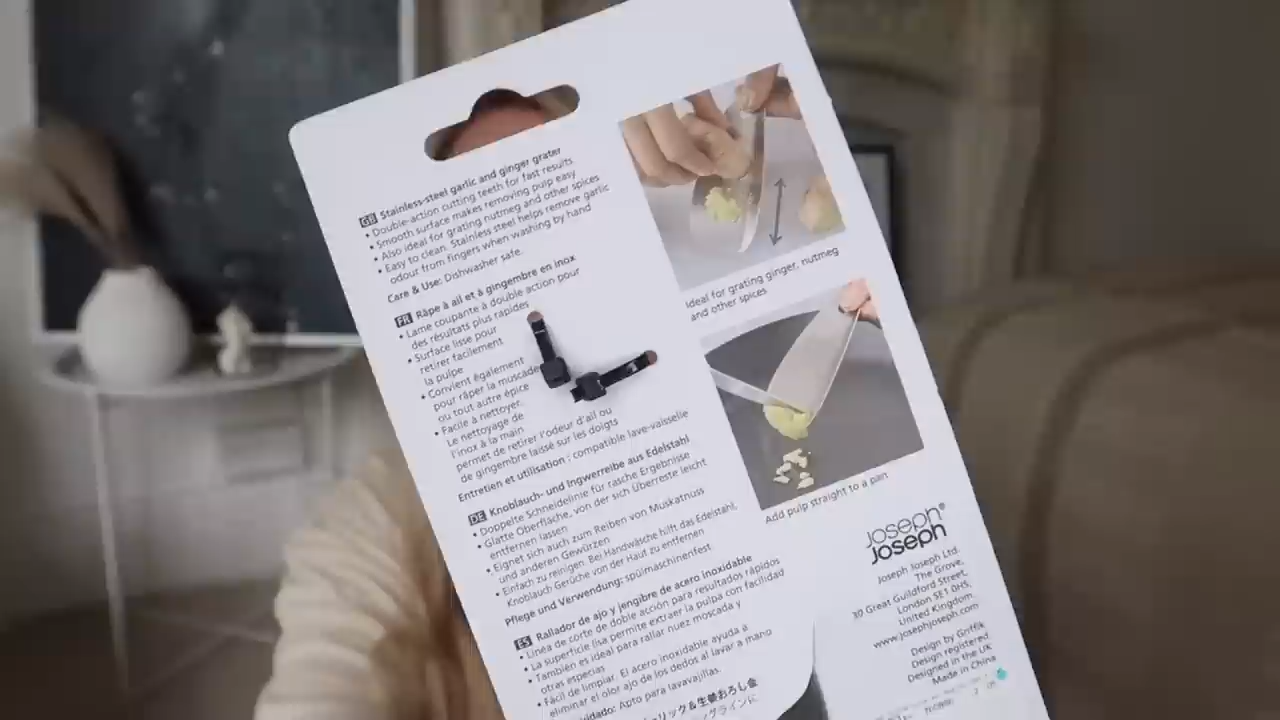 GB Stainless-steel garlic and ginger grater
• Double-action cutting teeth for fast results
• Smooth surface makes removing pulp easy
• Also ideal for grating nutmeg and other spices
• Easy to clean. Stainless steel helps remove garlic
odour from fingers when washing by hand
Care & Use: Dishwasher safe.
FR Râpe à ail et à gingembre en inox
• Lame coupante à double action pour
des résultats plus rapides
• Surface lisse pour
retirer facilement
la pulpe
• Convient également
pour râper la muscade
ou tout autre épice
• Facile à nettoyer.
Le nettoyage de
l'inox à la main
permet de retirer l'odeur d'ail ou
de gingembre laissé sur les doigts
Entretien et utilisation : compatible lave-vaisselle
DE Knoblauch- und Ingwerreibe aus Edelstahl
• Doppelte Schneidelinie für rasche Ergebnisse
• Glatte Oberfläche, von der sich Überreste leicht
entfernen lassen
• Eignet sich auch zum Reiben von Muskatnuss
und anderen Gewürzen
• Einfach zu reinigen. Bei Handwäsche hilft das Edelstahl,
Knoblauch Gerüche von der Haut zu entfernen
Pflege und Verwendung: spülmaschinenfest
ES Rallador de ajo y jengibre de acero inoxidable
• Línea de corte de doble acción para resultados rápidos
• La superficie lisa permite extraer la pulpa con facilidad
• También es ideal para rallar nuez moscada y
otras especias
• Fácil de limpiar. El acero inoxidable ayuda a
eliminar el olor ajo de los dedos al lavar a mano
Cuidado: Apto para lavavajillas.
リック＆生姜おろし金
Ideal for grating ginger, nutmeg
and other spices
Add pulp straight to a pan
Joseph®
Joseph
Joseph Joseph Ltd.
The Grove,
Great Guildford Street,
London SE1 0HS,
United Kingdom
www.josephjoseph.com
Design by Griffik
Design registered
Designed in the UK
Made in China